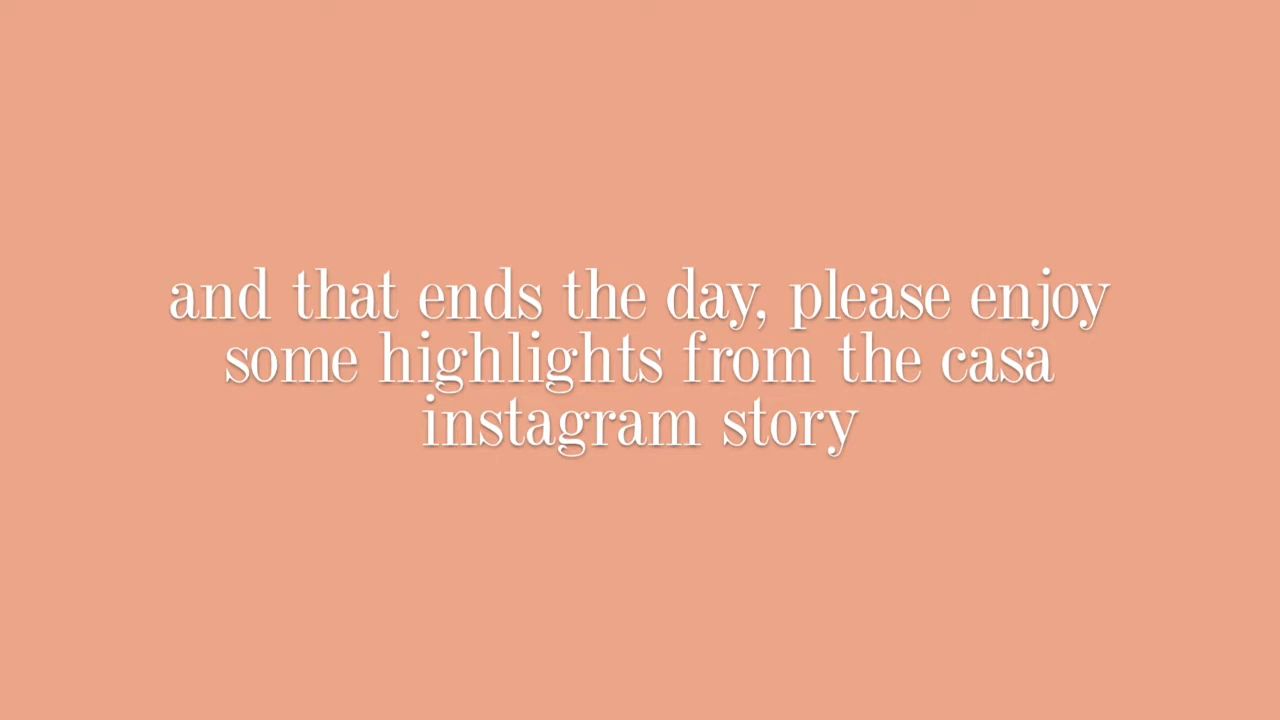 and that ends the day, please enjoy
some highlights from the casa
instagram story